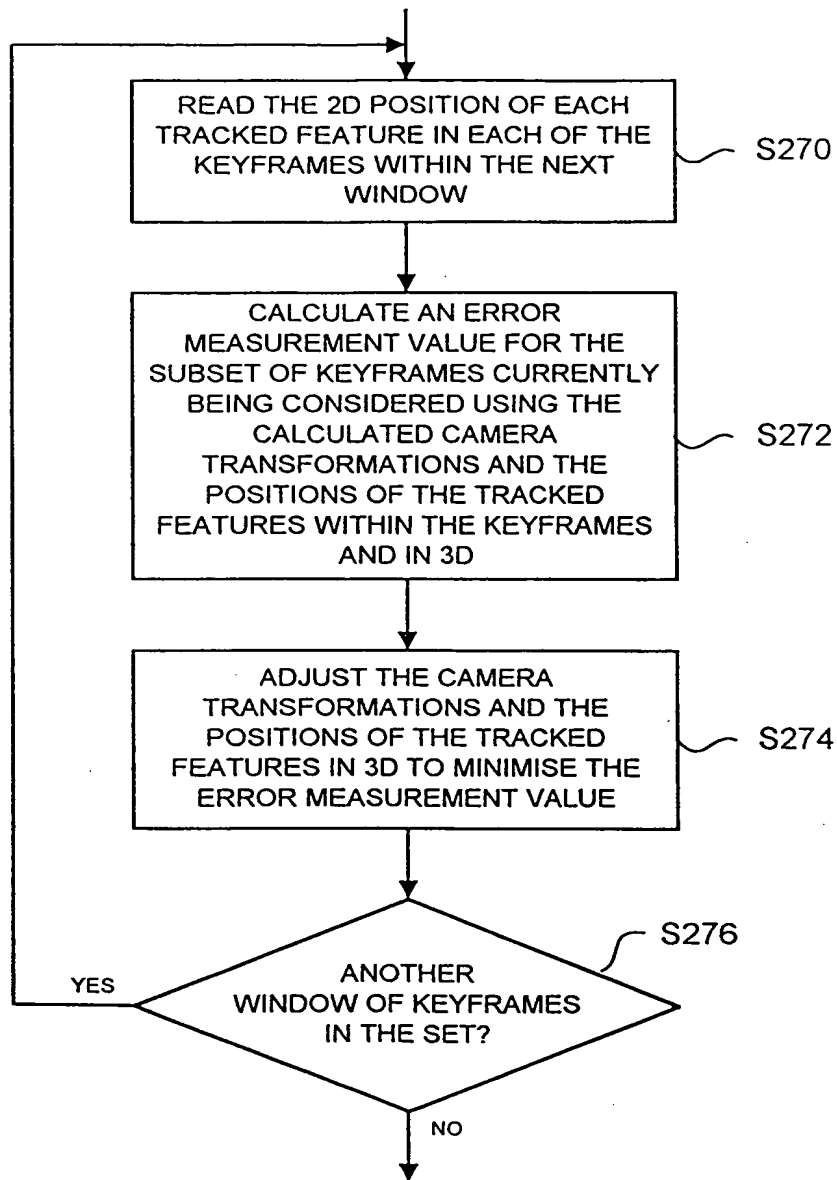 READ THE 2D POSITION OF EACH
TRACKED FEATURE IN EACH OF THE
KEYFRAMES WITHIN THE NEXT
WINDOW
S270
CALCULATE AN ERROR
MEASUREMENT VALUE FOR THE
SUBSET OF KEYFRAMES CURRENTLY
BEING CONSIDERED USING THE
CALCULATED CAMERA
TRANSFORMATIONS AND THE
POSITIONS OF THE TRACKED
FEATURES WITHIN THE KEYFRAMES
AND IN 3D
S272
ADJUST THE CAMERA
TRANSFORMATIONS AND THE
POSITIONS OF THE TRACKED
FEATURES IN 3D TO MINIMISE THE
ERROR MEASUREMENT VALUE
S274
S276
YES
ANOTHER
WINDOW OF KEYFRAMES
IN THE SET?
NO